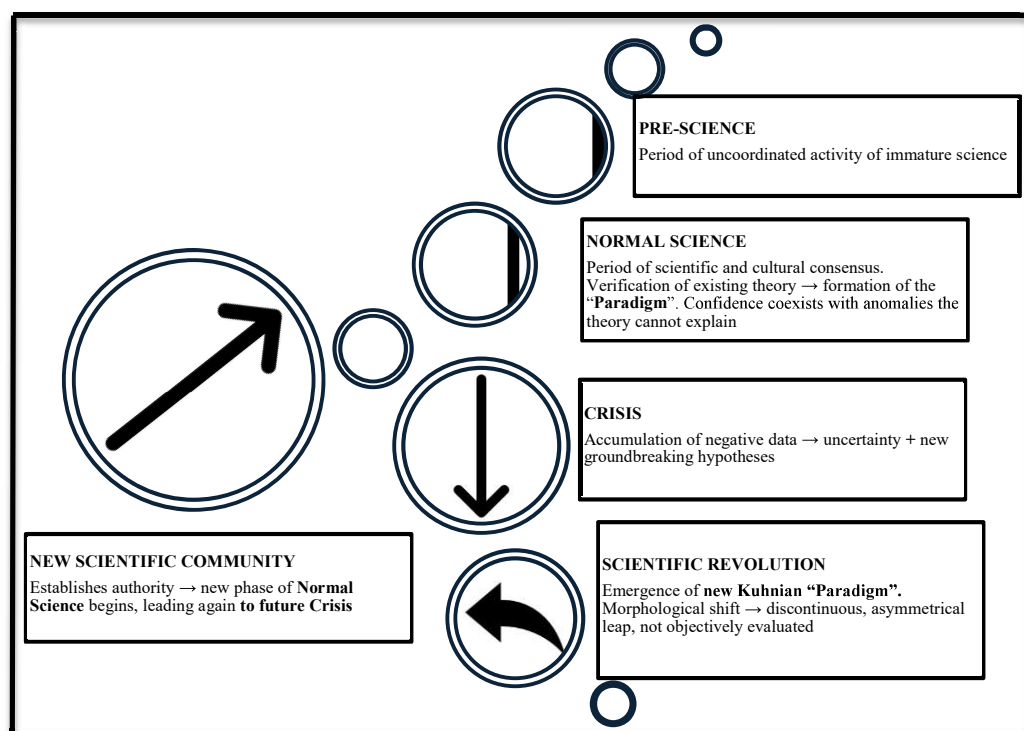 PRE-SCIENCE
Period of uncoordinated activity of immature science
NORMAL SCIENCE
Period of scientific and cultural consensus.
Verification of existing theory → formation of the
“Paradigm”. Confidence coexists with anomalies the
theory cannot explain
CRISIS
Accumulation of negative data → uncertainty + new
groundbreaking hypotheses
SCIENTIFIC REVOLUTION
Emergence of new Kuhnian “Paradigm”.
Morphological shift → discontinuous, asymmetrical
leap, not objectively evaluated
NEW SCIENTIFIC COMMUNITY
Establishes authority → new phase of Normal
Science begins, leading again to future Crisis